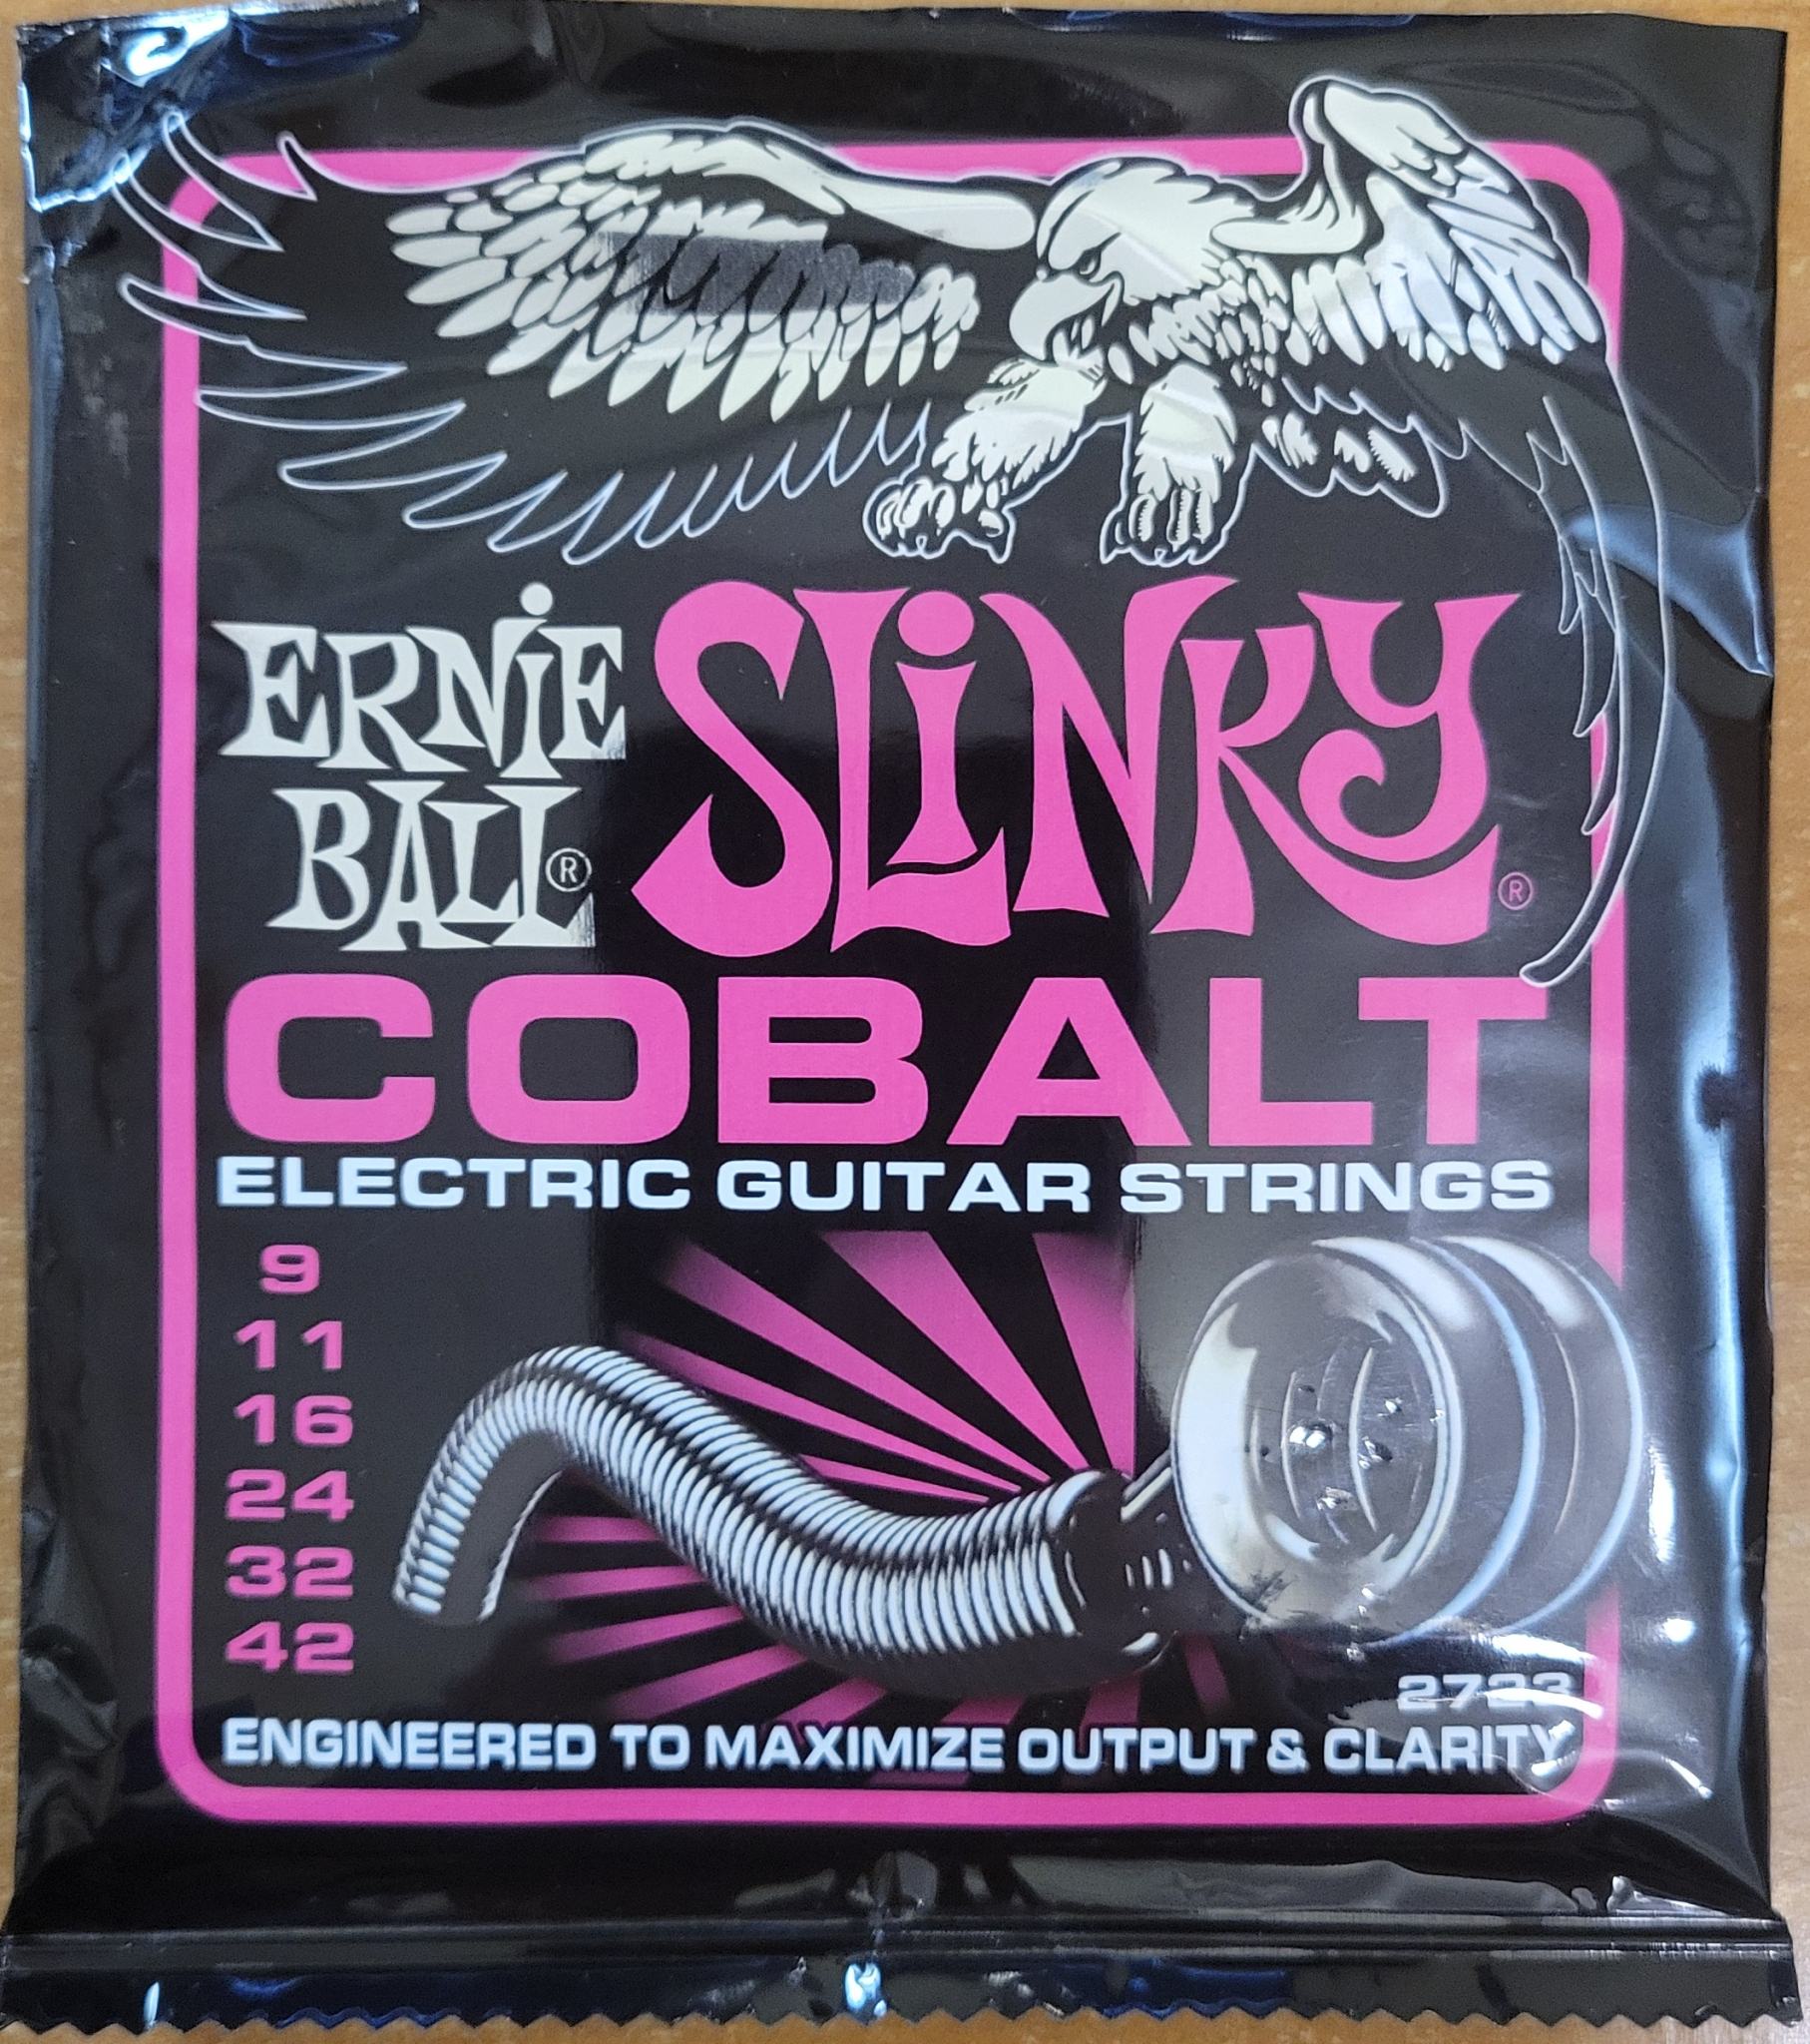 ERNiE
BALL®
SLiNKY®
COBALT
ELECTRIC GUITAR STRINGS
9
11
16
24
32
42
2723
ENGINEERED TO MAXIMIZE OUTPUT & CLARITY